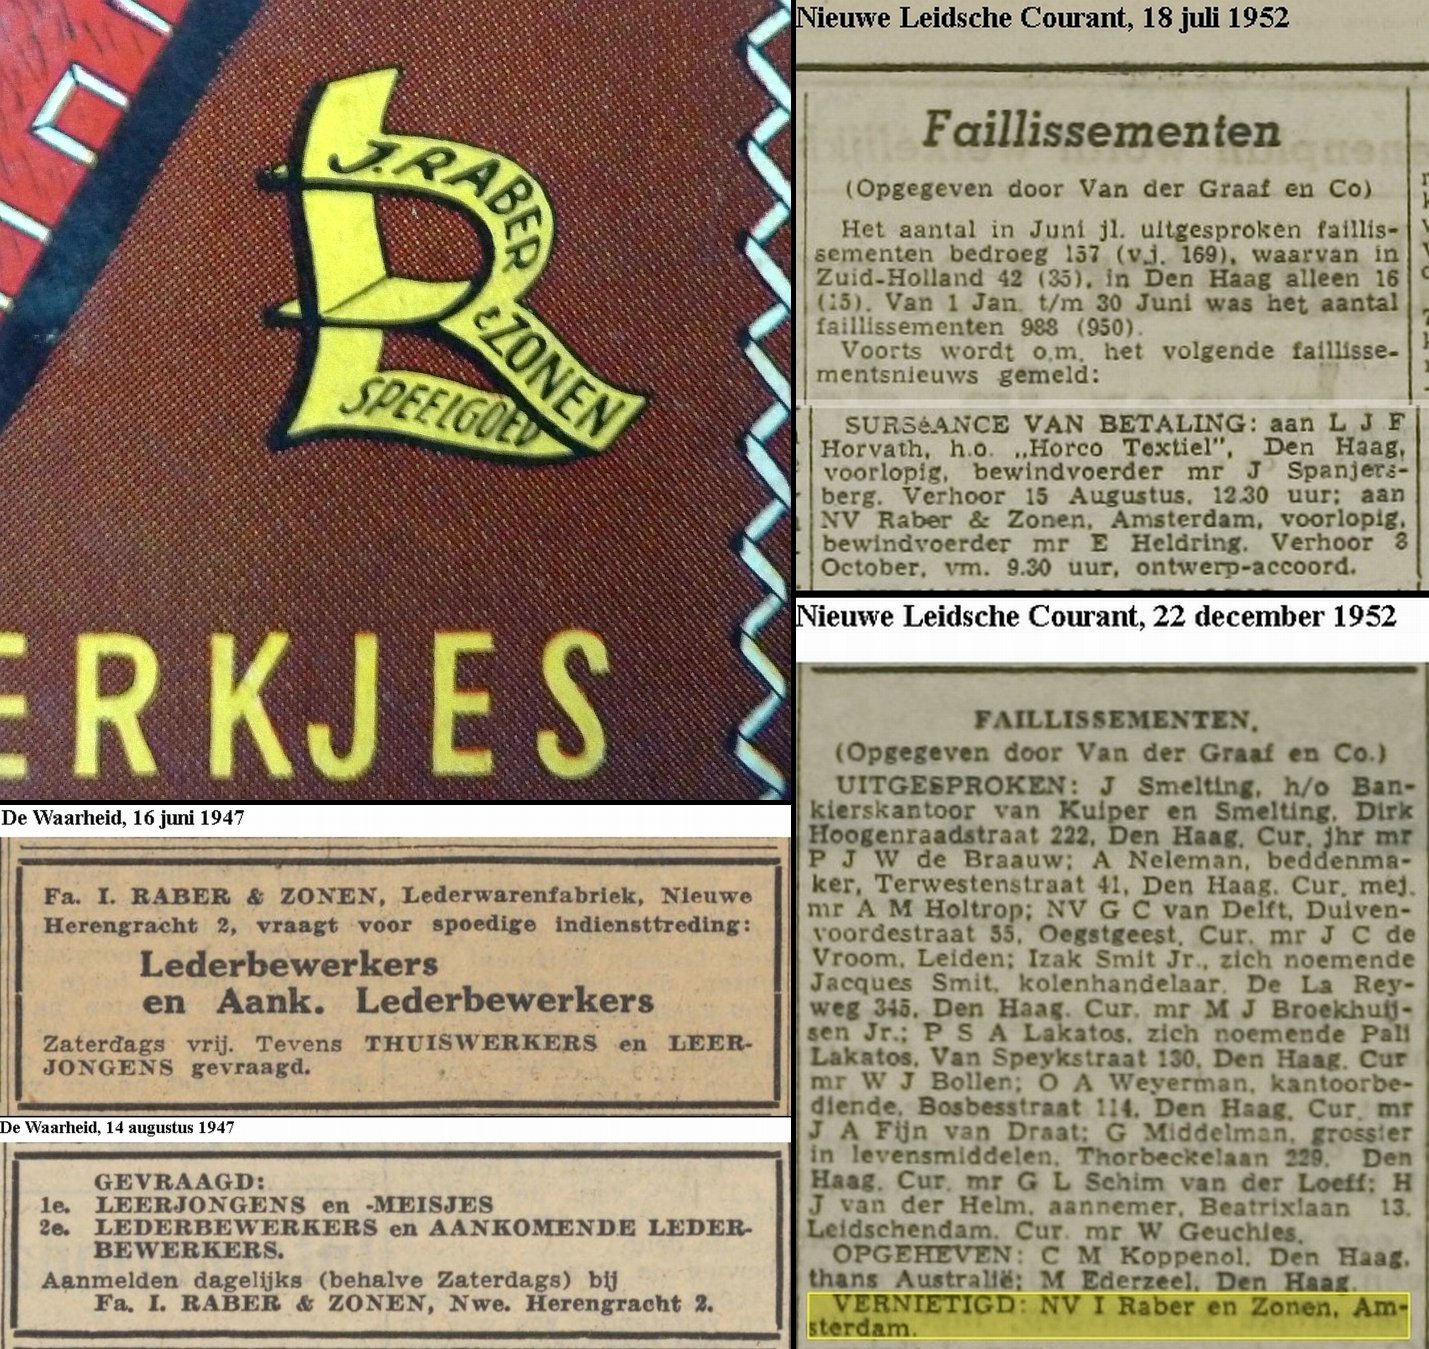 J. RABER
& ZONEN
SPEELGOED
ERKJES
De Waarheid, 16 juni 1947
Fa. I. RABER & ZONEN, Lederwarenfabriek, Nieuwe
Herengracht 2, vraagt voor spoedige indiensttreding:
Lederbewerkers
en Aank. Lederbewerkers
Zaterdags vrij. Tevens THUISWERKERS en LEER-
JONGENS gevraagd.
De Waarheid, 14 augustus 1947
GEVRAAGD:
1e. LEERJONGENS en -MEISJES
2e. LEDERBEWERKERS en AANKOMENDE LEDER-
BEWERKERS.
Aanmelden dagelijks (behalve Zaterdags) bij
Fa. I. RABER & ZONEN, Nwe. Herengracht 2.
Nieuwe Leidsche Courant, 18 juli 1952
Faillissementen
(Opgegeven door Van der Graaf en Co)
Het aantal in Juni jl. uitgesproken faillis-
sementen bedroeg 157 (v.j. 169), waarvan in
Zuid-Holland 42 (35), in Den Haag alleen 16
(15). Van 1 Jan. t/m 30 Juni was het aantal
faillissementen 988 (950).
Voorts wordt o.m. het volgende faillisse-
mentsnieuws gemeld:
SURSéANCE VAN BETALING: aan L J F
Horvath, h.o. „Horco Textiel", Den Haag,
voorlopig, bewindvoerder mr J Spanjers-
berg. Verhoor 15 Augustus, 12.30 uur; aan
NV Raber & Zonen, Amsterdam, voorlopig,
bewindvoerder mr E Heldring. Verhoor 3
October, vm. 9.30 uur, ontwerp-accoord.
Nieuwe Leidsche Courant, 22 december 1952
FAILLISSEMENTEN.
(Opgegeven door Van der Graaf en Co.)
UITGESPROKEN: J Smelting, h/o Ban-
kierskantoor van Kuiper en Smelting, Dirk
Hoogenraadstraat 222, Den Haag. Cur. jhr mr
P J W de Braauw; A Neleman, beddenma-
ker, Terwestenstraat 41, Den Haag. Cur. mej.
mr A M Holtrop; NV G C van Delft, Duiven-
voordestraat 55, Oegstgeest. Cur. mr J C de
Vroom, Leiden; Izak Smit Jr., zich noemende
Jacques Smit, kolenhandelaar. De La Rey-
weg 345, Den Haag. Cur. mr M J Broekhuij-
sen Jr.; P S A Lakatos, zich noemende Pali
Lakatos, Van Speykstraat 130, Den Haag. Cur
mr W J Bollen; O A Weyerman, kantoorbe-
diende, Bosbesstraat 114, Den Haag. Cur. mr
J A Fijn van Draat; G Middelman, grossier
in levensmiddelen, Thorbeckelaan 229, Den
Haag. Cur. mr G L Schim van der Loeff; H
J van der Helm, aannemer, Beatrixlaan 13,
Leidschendam. Cur. mr W Geuchies.
OPGEHEVEN: C M Koppenol, Den Haag,
thans Australië; M Ederzeel, Den Haag.
VERNIETIGD: NV I Raber en Zonen, Am-
sterdam.